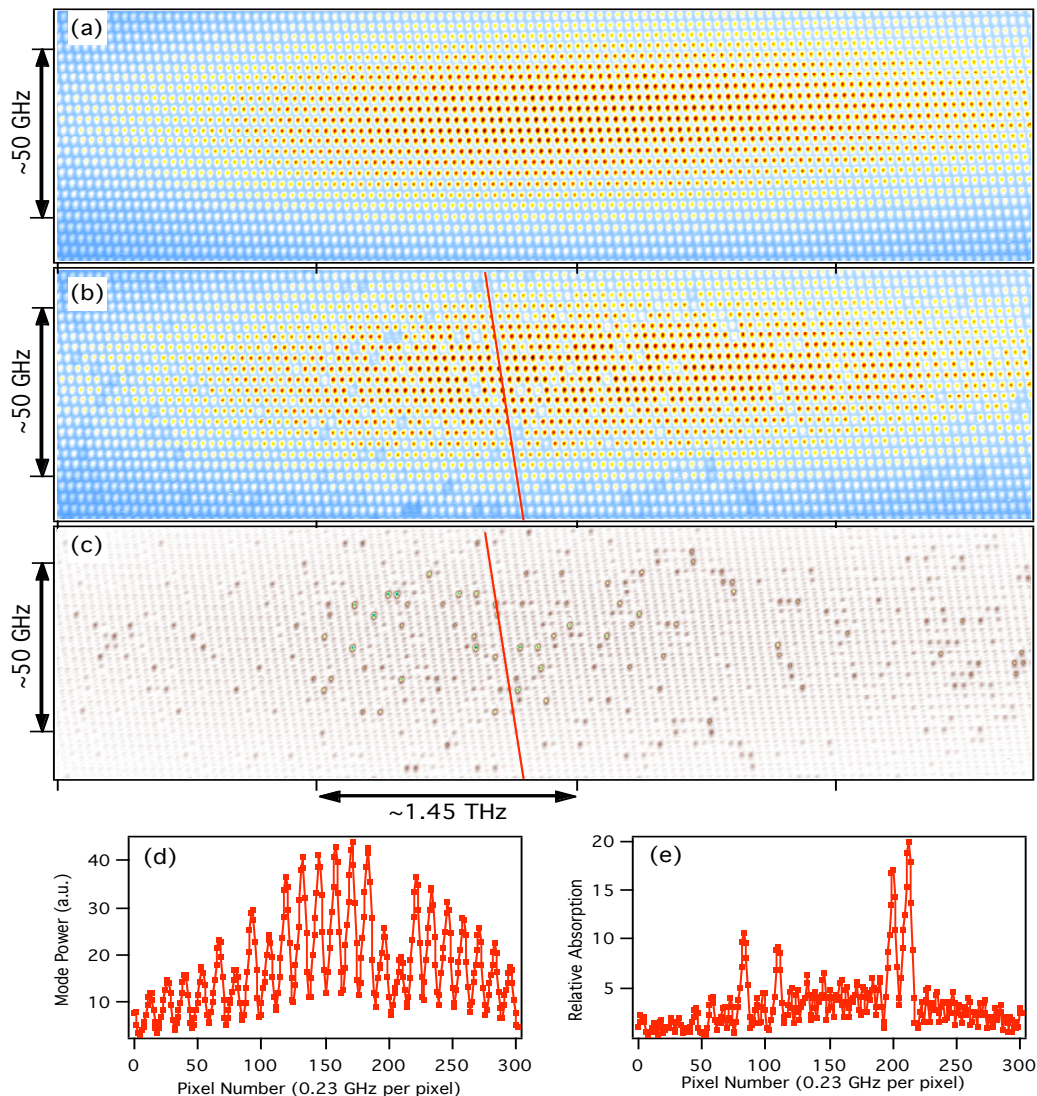 (a)
~50 GHz
(b)
~50 GHz
(c)
~50 GHz
~1.45 THz
(d)
Mode Power (a.u.)
40
30
20
10
0 50 100 150 200 250 300
Pixel Number (0.23 GHz per pixel)
(e)
Relative Absorption
20
15
10
5
0 50 100 150 200 250 300
Pixel Number (0.23 GHz per pixel)